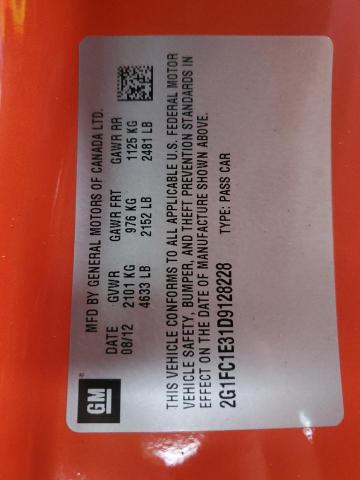 GM ®
MFD BY GENERAL MOTORS OF CANADA LTD.
DATE GVWR GAWR FRT GAWR RR
08/12 2101 KG 976 KG 1125 KG
4633 LB 2152 LB 2481 LB
THIS VEHICLE CONFORMS TO ALL APPLICABLE U.S. FEDERAL MOTOR
VEHICLE SAFETY, BUMPER, AND THEFT PREVENTION STANDARDS IN
EFFECT ON THE DATE OF MANUFACTURE SHOWN ABOVE.
2G1FC1E31D9128228 TYPE: PASS CAR